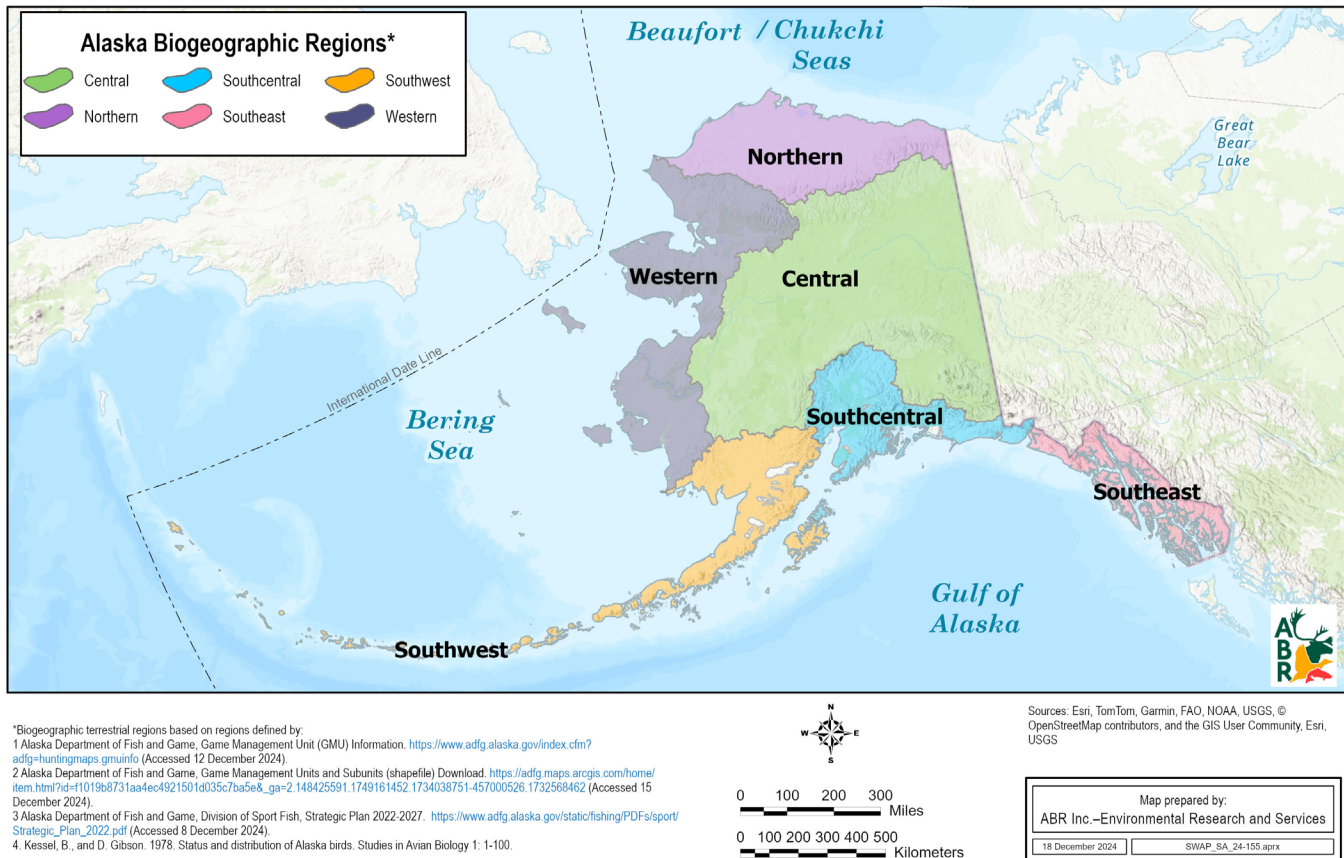 Alaska Biogeographic Regions*
Central
Southcentral
Southwest
Northern
Southeast
Western
Beaufort / Chukchi
Seas
Great
Bear
Lake
Northern
Western
Central
International Date Line
Bering
Sea
Southcentral
Southeast
Gulf of
Alaska
Southwest
A
B
R
*Biogeographic terrestrial regions based on regions defined by:
1 Alaska Department of Fish and Game, Game Management Unit (GMU) Information. https://www.adfg.alaska.gov/index.cfm?
adfg=huntingmaps.gmuinfo (Accessed 12 December 2024).
2 Alaska Department of Fish and Game, Game Management Units and Subunits (shapefile) Download. https://adfg.maps.arcgis.com/home/
item.html?id=f1019b8731aa4ec4921501d035c7ba5e&_ga=2.148425591.1749161452.1734038751-457000526.1732568462 (Accessed 15
December 2024).
3 Alaska Department of Fish and Game, Division of Sport Fish, Strategic Plan 2022-2027. https://www.adfg.alaska.gov/static/fishing/PDFs/sport/
Strategic_Plan_2022.pdf (Accessed 8 December 2024).
4. Kessel, B., and D. Gibson. 1978. Status and distribution of Alaska birds. Studies in Avian Biology 1: 1-100.
N
W E
S
0 100 200 300
Miles
0 100 200 300 400 500
Kilometers
Sources: Esri, TomTom, Garmin, FAO, NOAA, USGS, ©
OpenStreetMap contributors, and the GIS User Community, Esri,
USGS
Map prepared by:
ABR Inc.–Environmental Research and Services
18 December 2024
SWAP_SA_24-155.aprx